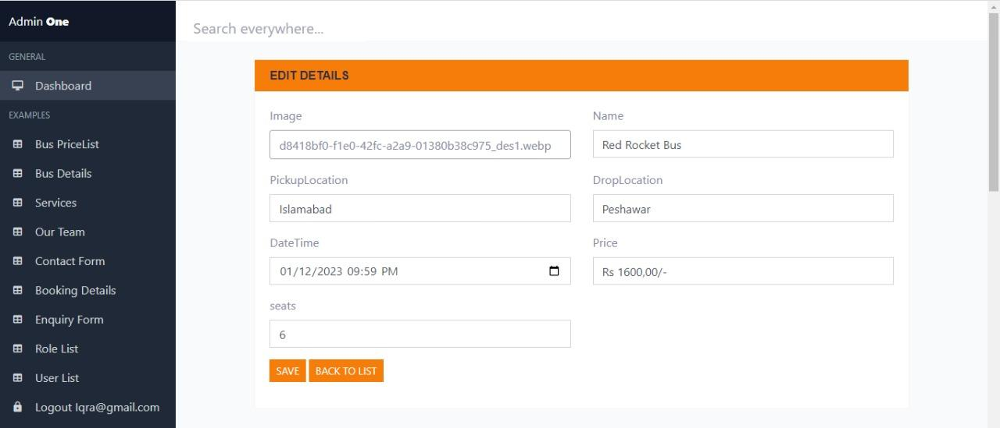 Admin One
Search everywhere...
GENERAL
Dashboard
EXAMPLES
Bus PriceList
Bus Details
Services
Our Team
Contact Form
Booking Details
Enquiry Form
Role List
User List
Logout Iqra@gmail.com
EDIT DETAILS
Image
d8418bf0-f1e0-42fc-a2a9-01380b38c975_des1.webp
Name
Red Rocket Bus
PickupLocation
Islamabad
DropLocation
Peshawar
DateTime
01/12/2023 09:59 PM
Price
Rs 1600,00/-
seats
6
SAVE BACK TO LIST